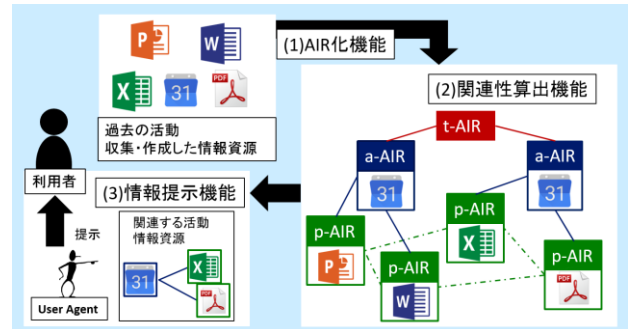 (1)AIR化機能
P
W
X
31
PDF
過去の活動
収集・作成した情報資源
(2)関連性算出機能
t-AIR
a-AIR
31
a-AIR
31
p-AIR
P
p-AIR
W
p-AIR
X
p-AIR
PDF
利用者
提示
User Agent
(3)情報提示機能
関連する活動
情報資源
31
X
PDF